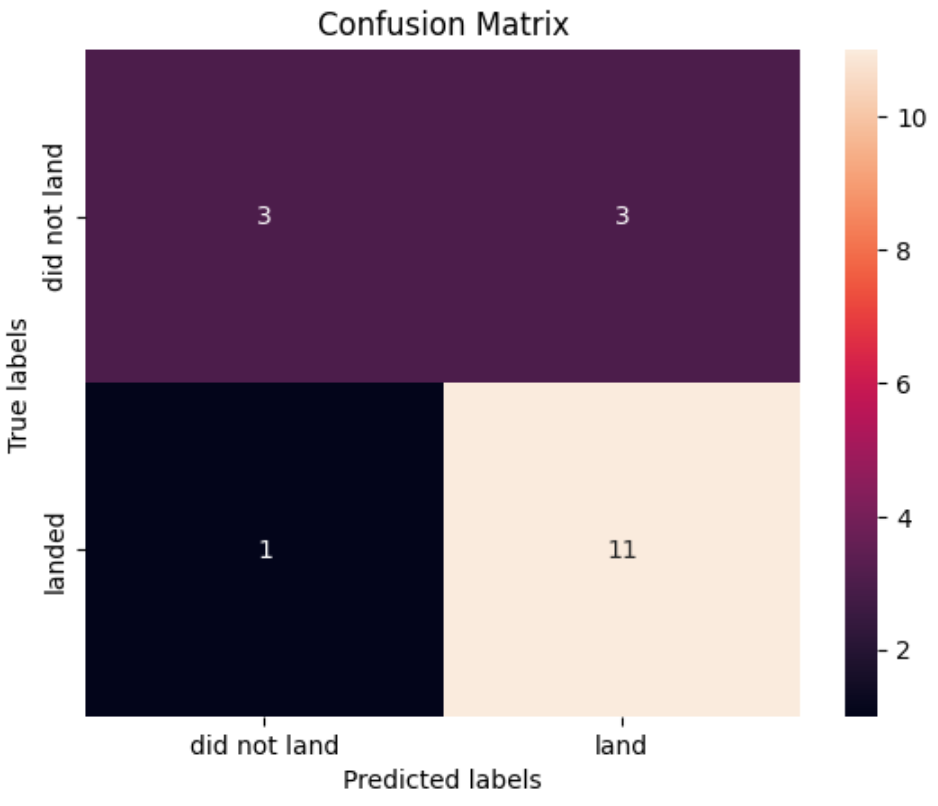 Confusion Matrix
did not land
landed
True labels
3
3
1
11
did not land
land
Predicted labels
10
8
6
4
2